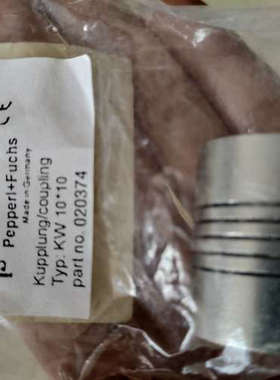 Pepperl+Fuchs
Made in Germany
Kupplung/coupling
Typ: KW 10*10
part no. 020374